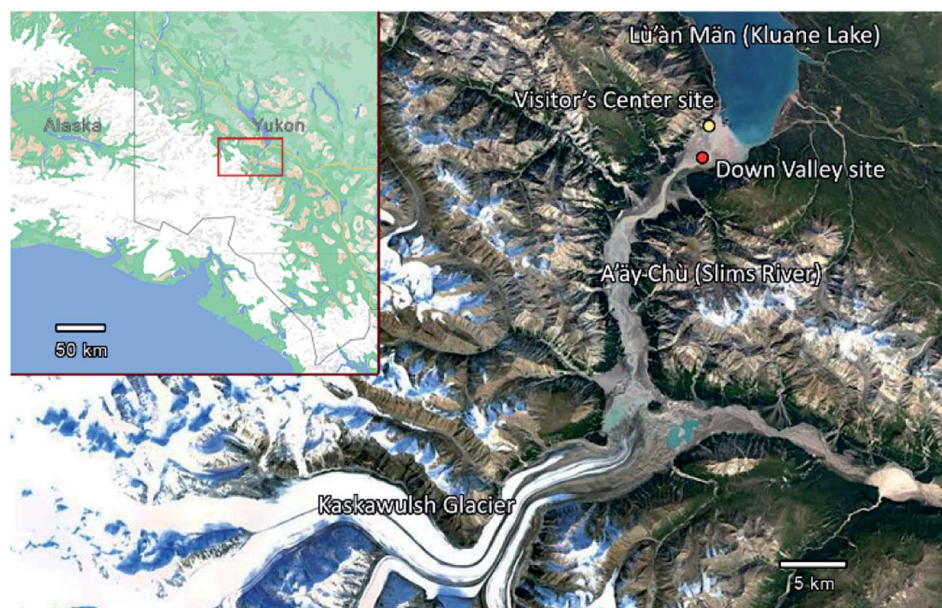 Lù'àn Män (Kluane Lake)
Alaska
Yukon
Visitor's Center site
Down Valley site
A'äy Chù (Slims River)
50 km
Kaskawulsh Glacier
5 km